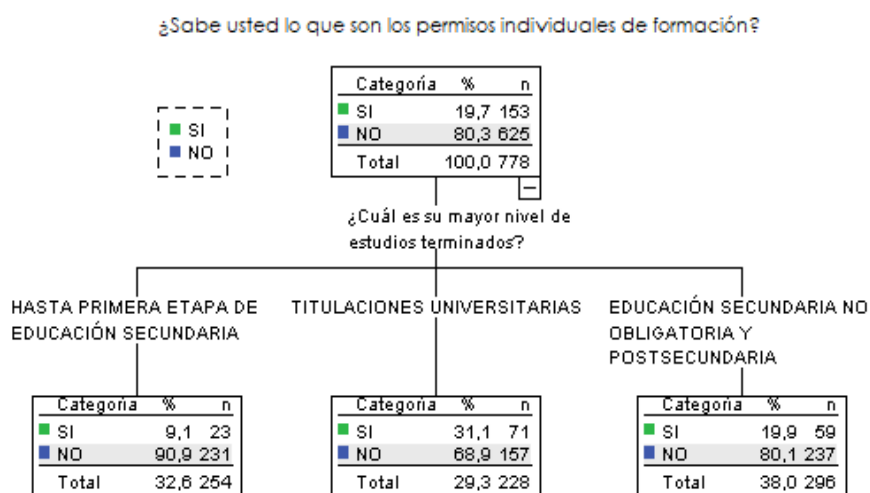 ¿Sabe usted lo que son los permisos individuales de formación?
Categoría % n
SI 19,7 153
NO 80,3 625
Total 100,0 778
SI
NO
¿Cuál es su mayor nivel de
estudios terminados?
HASTA PRIMERA ETAPA DE
EDUCACIÓN SECUNDARIA
TITULACIONES UNIVERSITARIAS
EDUCACIÓN SECUNDARIA NO
OBLIGATORIA Y
POSTSECUNDARIA
Categoría % n
SI 9,1 23
NO 90,9 231
Total 32,6 254
Categoría % n
SI 31,1 71
NO 68,9 157
Total 29,3 228
Categoría % n
SI 19,9 59
NO 80,1 237
Total 38,0 296